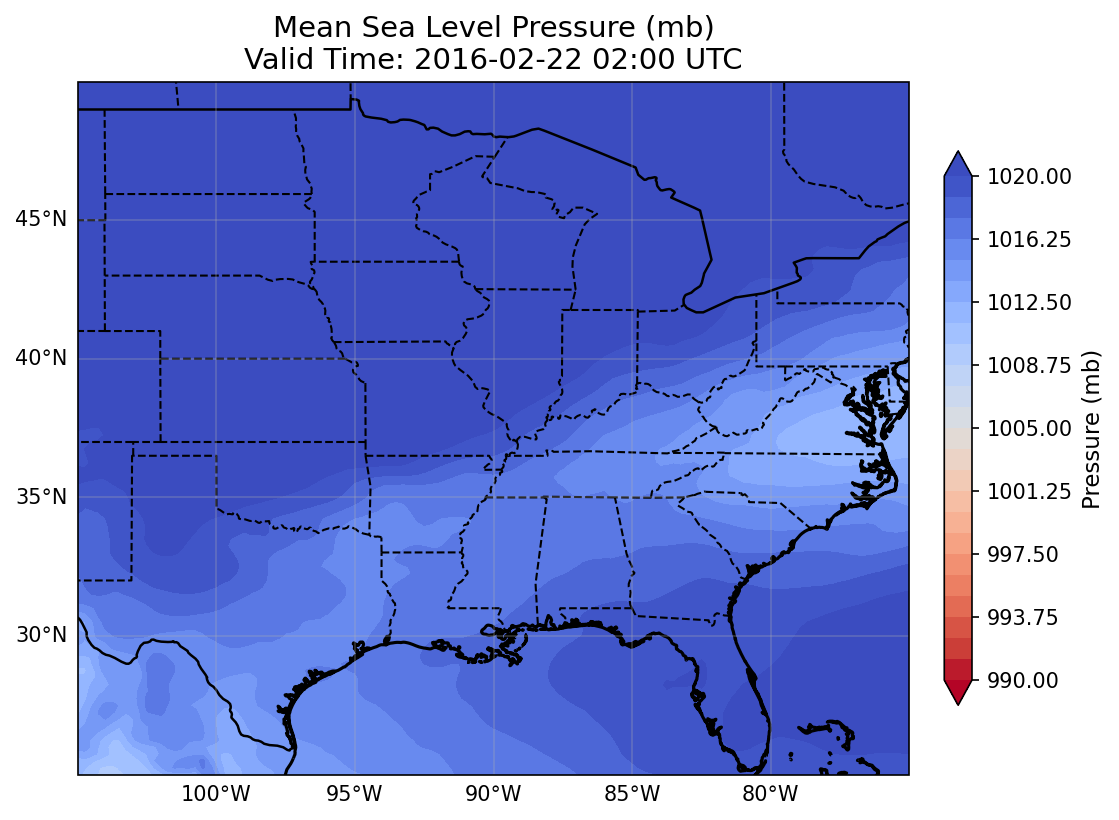 Mean Sea Level Pressure (mb)
Valid Time: 2016-02-22 02:00 UTC
45°N
40°N
35°N
30°N
100°W
95°W
90°W
85°W
80°W
1020.00
1016.25
1012.50
1008.75
1005.00
1001.25
997.50
993.75
990.00
Pressure (mb)